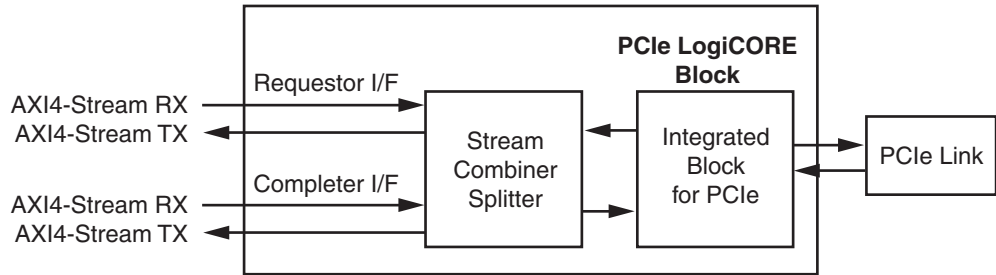 PCIe LogiCORE
Block
Requestor I/F
AXI4-Stream RX
AXI4-Stream TX
Stream
Combiner
Splitter
Integrated
Block
for PCIe
PCIe Link
Completer I/F
AXI4-Stream RX
AXI4-Stream TX